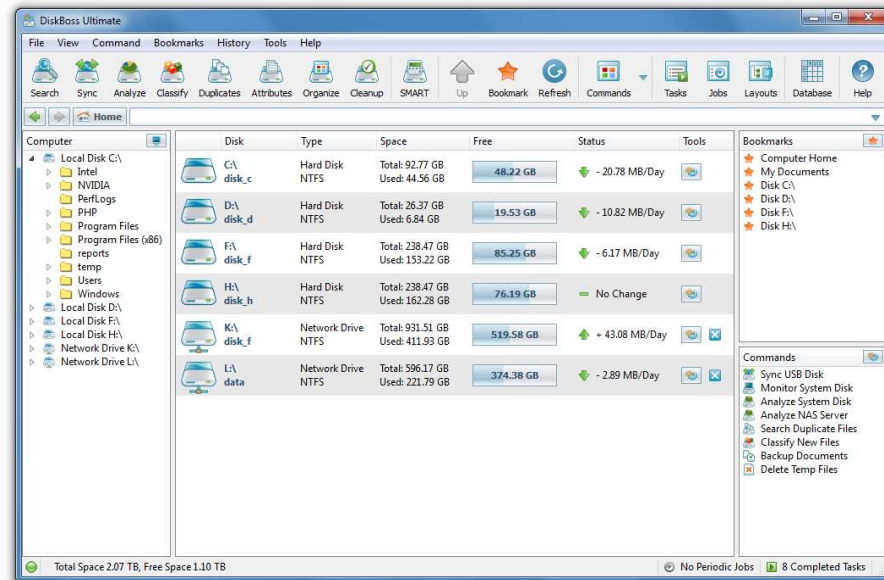 DiskBoss Ultimate
File View Command Bookmarks History Tools Help
Search Sync Analyze Classify Duplicates Attributes Organize Cleanup SMART Up Bookmark Refresh Commands Tasks Jobs Layouts Database Help
Home
Computer
Local Disk C:\
Intel
NVIDIA
PerfLogs
PHP
Program Files
Program Files (x86)
reports
temp
Users
Windows
Local Disk D:\
Local Disk F:\
Local Disk H:\
Network Drive K:\
Network Drive L:\
Disk Type Space Free Status Tools
C:\ Hard Disk Total: 92.77 GB
disk_c NTFS Used: 44.56 GB 48.22 GB - 20.78 MB/Day
D:\ Hard Disk Total: 26.37 GB
disk_d NTFS Used: 6.84 GB 19.53 GB - 10.82 MB/Day
F:\ Hard Disk Total: 238.47 GB
disk_f NTFS Used: 153.22 GB 85.25 GB - 6.17 MB/Day
H:\ Hard Disk Total: 238.47 GB
disk_h NTFS Used: 162.28 GB 76.19 GB No Change
K:\ Network Drive Total: 931.51 GB
disk_f NTFS Used: 411.93 GB 519.58 GB + 43.08 MB/Day
L:\ Network Drive Total: 596.17 GB
data NTFS Used: 221.79 GB 374.38 GB - 2.89 MB/Day
Bookmarks
Computer Home
My Documents
Disk C:\
Disk D:\
Disk F:\
Disk H:\
Commands
Sync USB Disk
Monitor System Disk
Analyze System Disk
Analyze NAS Server
Search Duplicate Files
Classify New Files
Backup Documents
Delete Temp Files
Total Space 2.07 TB, Free Space 1.10 TB No Periodic Jobs 8 Completed Tasks